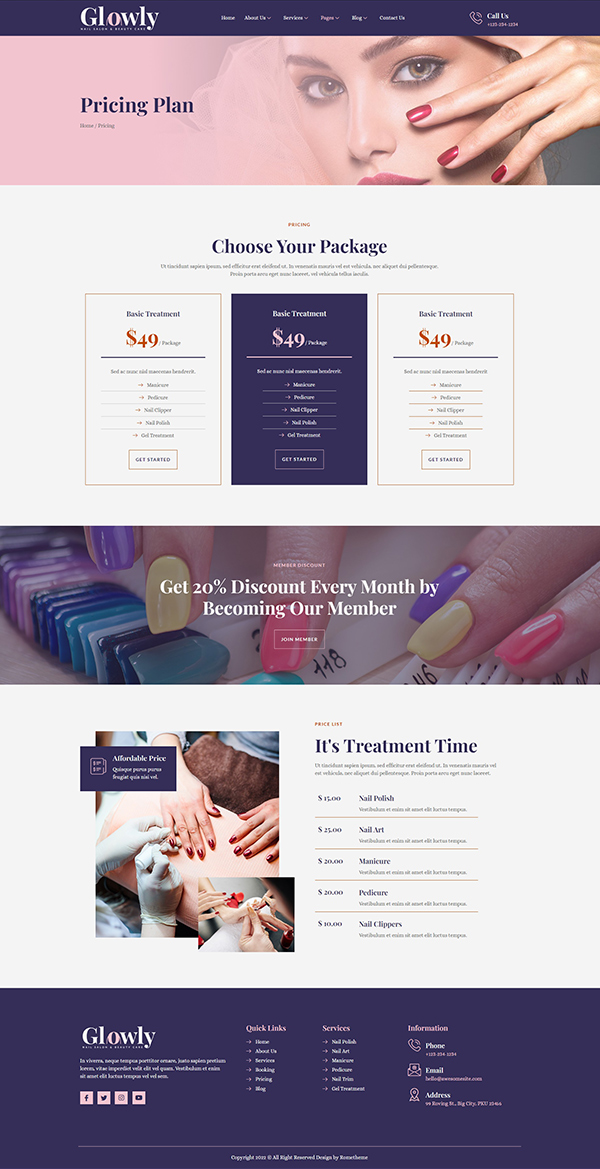 Glowly
NAIL SALON & BEAUTY CARE
Home About Us Services Pages Blog Contact Us
Call Us
+123-234-1234
Pricing Plan
Home / Pricing
PRICING
Choose Your Package
Ut tincidunt sapien ipsum, sed efficitur erat eleifend ut. In venenatis mauris vel est vehicula, nec aliquet dui pellentesque.
Proin pharetra arcu eget nunc laoreet, vel vehicula tellus iaculis.
Basic Treatment
$49 / Package
Sed ac nunc nisl maecenas hendrerit.
Manicure
Pedicure
Nail Clipper
Nail Polish
Gel Treatment
GET STARTED
Basic Treatment
$49 / Package
Sed ac nunc nisl maecenas hendrerit.
Manicure
Pedicure
Nail Clipper
Nail Polish
Gel Treatment
GET STARTED
Basic Treatment
$49 / Package
Sed ac nunc nisl maecenas hendrerit.
Manicure
Pedicure
Nail Clipper
Nail Polish
Gel Treatment
GET STARTED
MEMBER DISCOUNT
Get 20% Discount Every Month by
Becoming Our Member
JOIN MEMBER
118
46
Affordable Price
Quisque purus purus
feugiat quis nisi vel.
PRICE LIST
It's Treatment Time
Ut tincidunt sapien ipsum, sed efficitur erat eleifend ut. In venenatis mauris vel
est vehicula, nec aliquet dui pellentesque. Proin porta arcu eget nunc laoreet.
$ 15.00 Nail Polish
Vestibulum et enim sit amet elit luctus tempus.
$ 25.00 Nail Art
Vestibulum et enim sit amet elit luctus tempus.
$ 20.00 Manicure
Vestibulum et enim sit amet elit luctus tempus.
$ 20.00 Pedicure
Vestibulum et enim sit amet elit luctus tempus.
$ 10.00 Nail Clippers
Vestibulum et enim sit amet elit luctus tempus.
Glowly
NAIL SALON & BEAUTY CARE
In viverra, neque tempus porttitor ornare, justo sapien pretium
lorem, vitae imperdiet velit elit vel quam. Vestibulum et enim
sit amet elit luctus tempus vel vel sem.
Quick Links
Home
About Us
Services
Booking
Pricing
Blog
Services
Nail Polish
Nail Art
Manicure
Pedicure
Nail Trim
Gel Treatment
Information
Phone
+123-234-1234
Email
hello@awesomesite.com
Address
99 Roving St., Big City, PKU 20414
Copyright 2022 © All Right Reserved Design by Rometheme